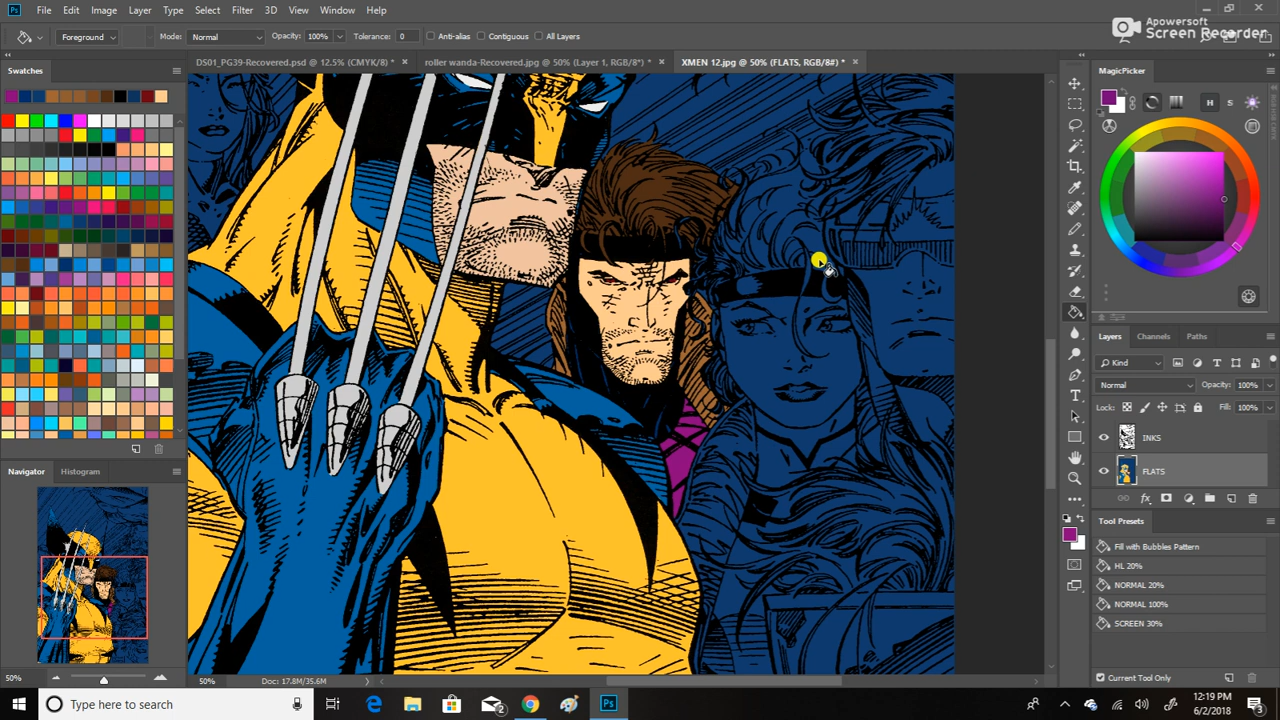 File Edit Image Layer Type Select Filter 3D View Window Help
Apowersoft
Screen Recorder
Foreground Mode: Normal Opacity: 100% Tolerance: 0 Anti-alias Contiguous All Layers
DS01_PG39-Recovered.psd @ 12.5% (CMYK/8) *
roller wanda-Recovered.jpg @ 50% (Layer 1, RGB/8*) *
XMEN 12.jpg @ 50% (FLATS, RGB/8#) *
Swatches
MagicPicker
H S
Layers Channels Paths
Kind
Normal Opacity: 100%
Lock: Fill: 100%
INKS
FLATS
fx
Tool Presets
Fill with Bubbles Pattern
HL 20%
NORMAL 20%
NORMAL 100%
SCREEN 30%
Current Tool Only
Navigator Histogram
50%
50% Doc: 17.8M/35.6M
Type here to search
2
Ps
12:19 PM
6/2/2018
3